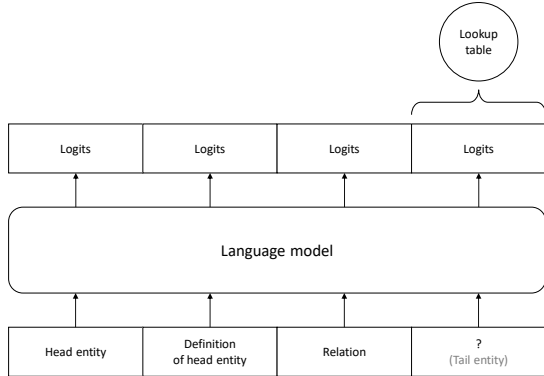 Lookup
table
Logits
Logits
Logits
Logits
Language model
Head entity
Definition
of head entity
Relation
?
(Tail entity)